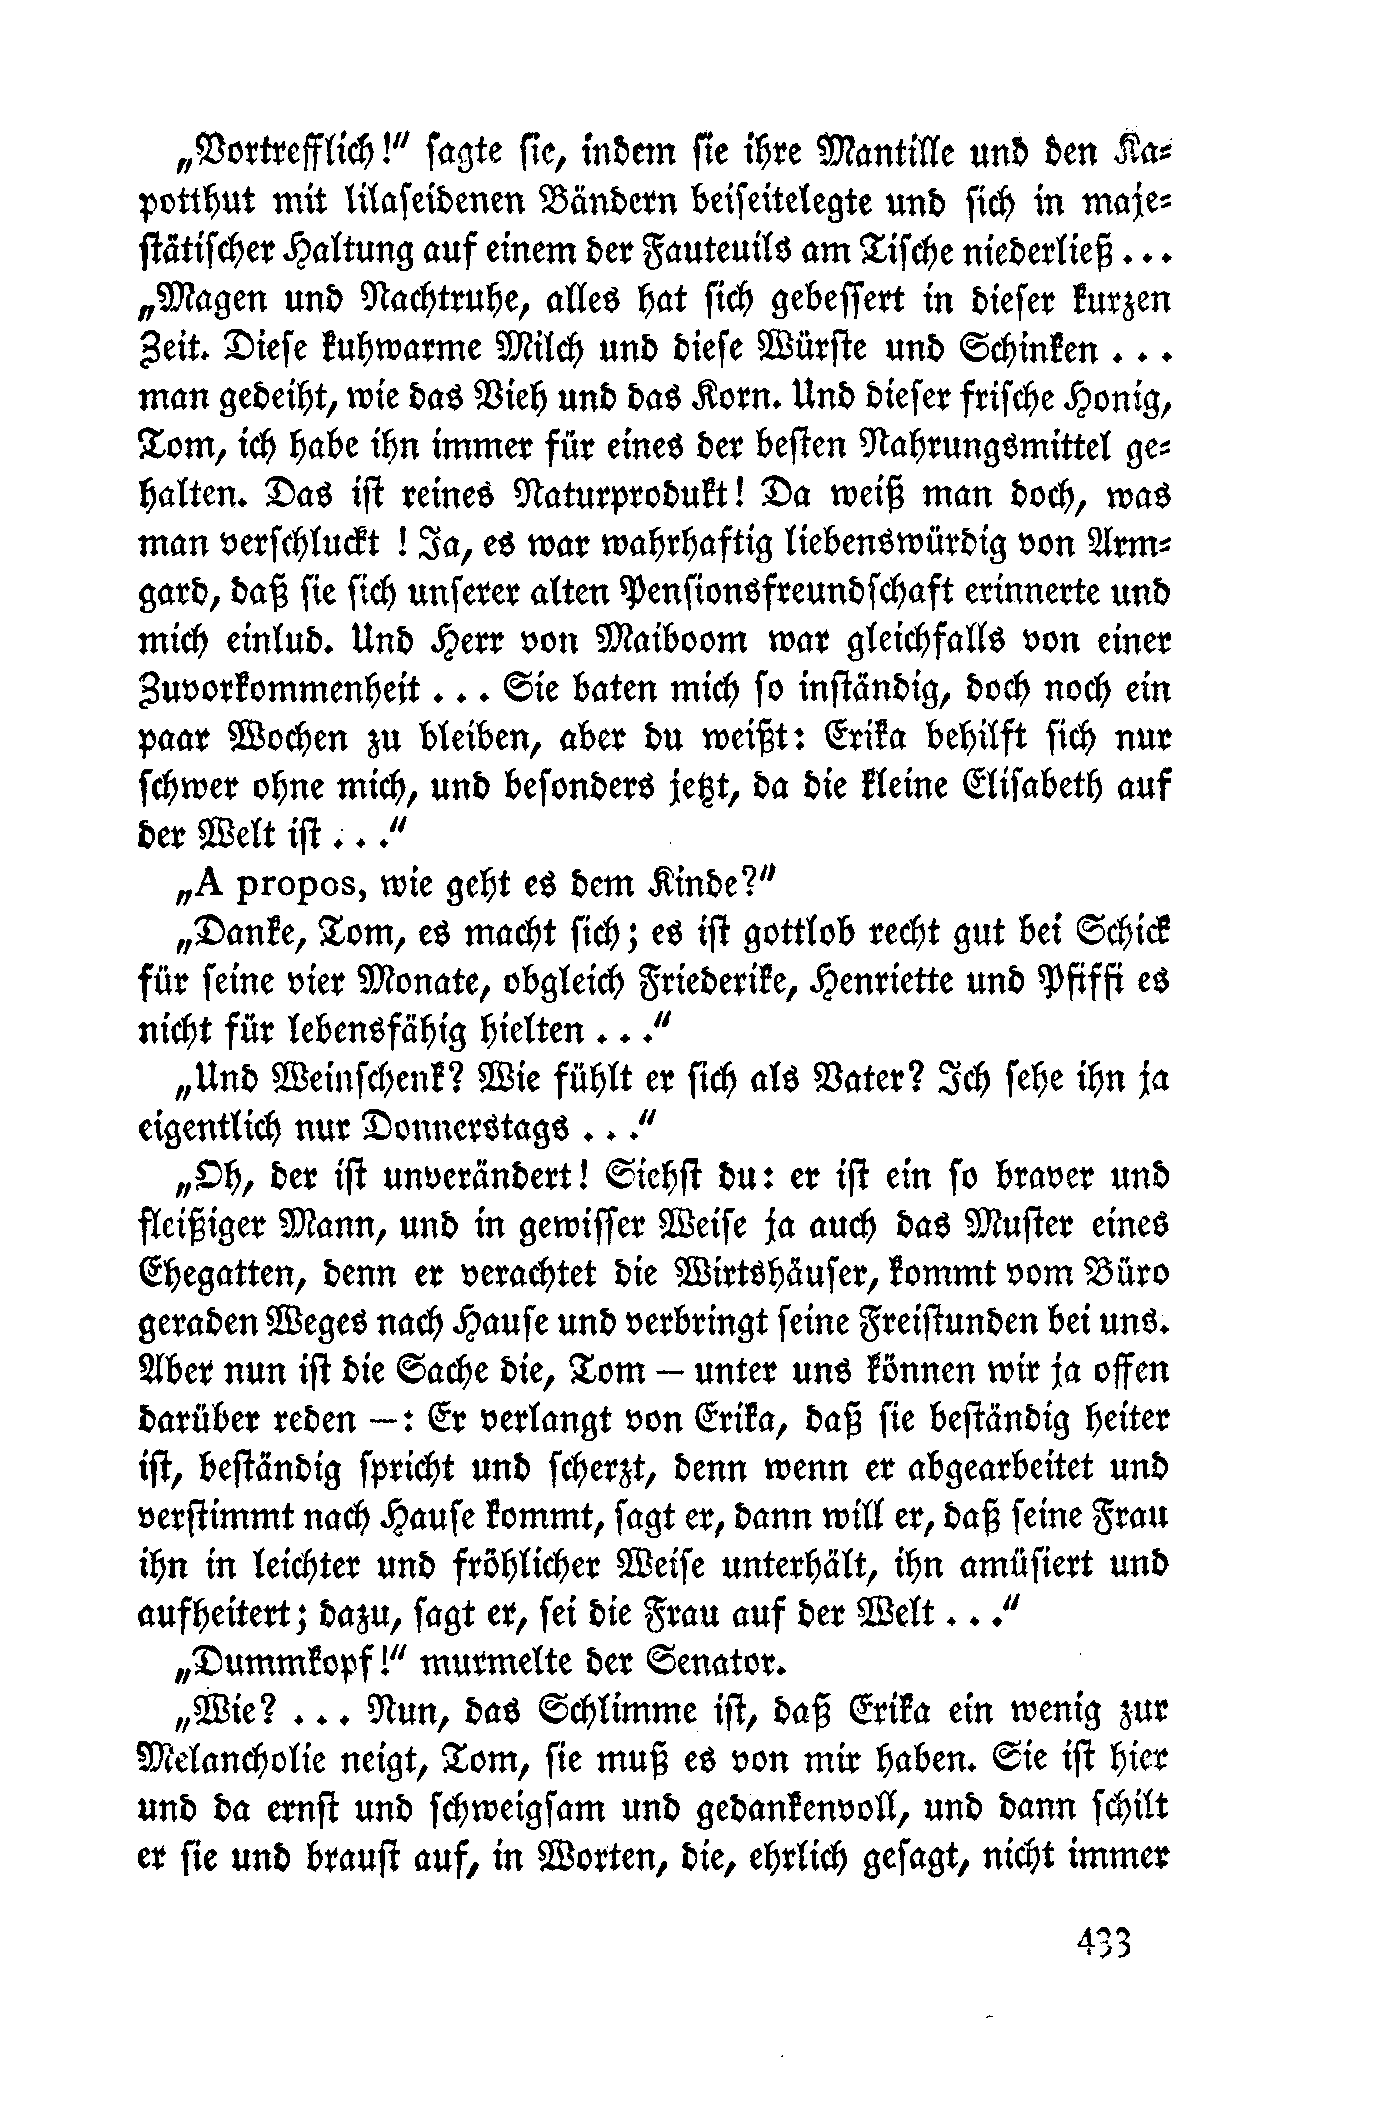 „Vortrefflich!“ sagte sie, indem sie ihre Mantille und den Ka-
potthut mit lilaseidenen Bändern beiseitelegte und sich in maje-
stätischer Haltung auf einem der Fauteuils am Tische niederließ...
„Magen und Nachtruhe, alles hat sich gebessert in dieser kurzen
Zeit. Diese kuhwarme Milch und diese Würste und Schinken . . .
man gedeiht, wie das Vieh und das Korn. Und dieser frische Honig,
Tom, ich habe ihn immer für eines der besten Nahrungsmittel ge-
halten. Das ist reines Naturprodukt! Da weiß man doch, was
man verschluckt ! Ja, es war wahrhaftig liebenswürdig von Arm-
gard, daß sie sich unserer alten Pensionsfreundschaft erinnerte und
mich einlud. Und Herr von Maiboom war gleichfalls von einer
Zuvorkommenheit . . . Sie baten mich so inständig, doch noch ein
paar Wochen zu bleiben, aber du weißt: Erika behilft sich nur
schwer ohne mich, und besonders jetzt, da die kleine Elisabeth auf
der Welt ist . . .“
„A propos, wie geht es dem Kinde?“
„Danke, Tom, es macht sich; es ist gottlob recht gut bei Schick
für seine vier Monate, obgleich Friederike, Henriette und Pfiffi es
nicht für lebensfähig hielten . . .“
„Und Weinschenk? Wie fühlt er sich als Vater? Ich sehe ihn ja
eigentlich nur Donnerstags . . .“
„Oh, der ist unverändert! Siehst du: er ist ein so braver und
fleißiger Mann, und in gewisser Weise ja auch das Muster eines
Ehegatten, denn er verachtet die Wirtshäuser, kommt vom Büro
geraden Weges nach Hause und verbringt seine Freistunden bei uns.
Aber nun ist die Sache die, Tom — unter uns können wir ja offen
darüber reden —: Er verlangt von Erika, daß sie beständig heiter
ist, beständig spricht und scherzt, denn wenn er abgearbeitet und
verstimmt nach Hause kommt, sagt er, dann will er, daß seine Frau
ihn in leichter und fröhlicher Weise unterhält, ihn amüsiert und
aufheitert; dazu, sagt er, sei die Frau auf der Welt . . .“
„Dummkopf!“ murmelte der Senator.
„Wie? . . . Nun, das Schlimme ist, daß Erika ein wenig zur
Melancholie neigt, Tom, sie muß es von mir haben. Sie ist hier
und da ernst und schweigsam und gedankenvoll, und dann schilt
er sie und braust auf, in Worten, die, ehrlich gesagt, nicht immer
433